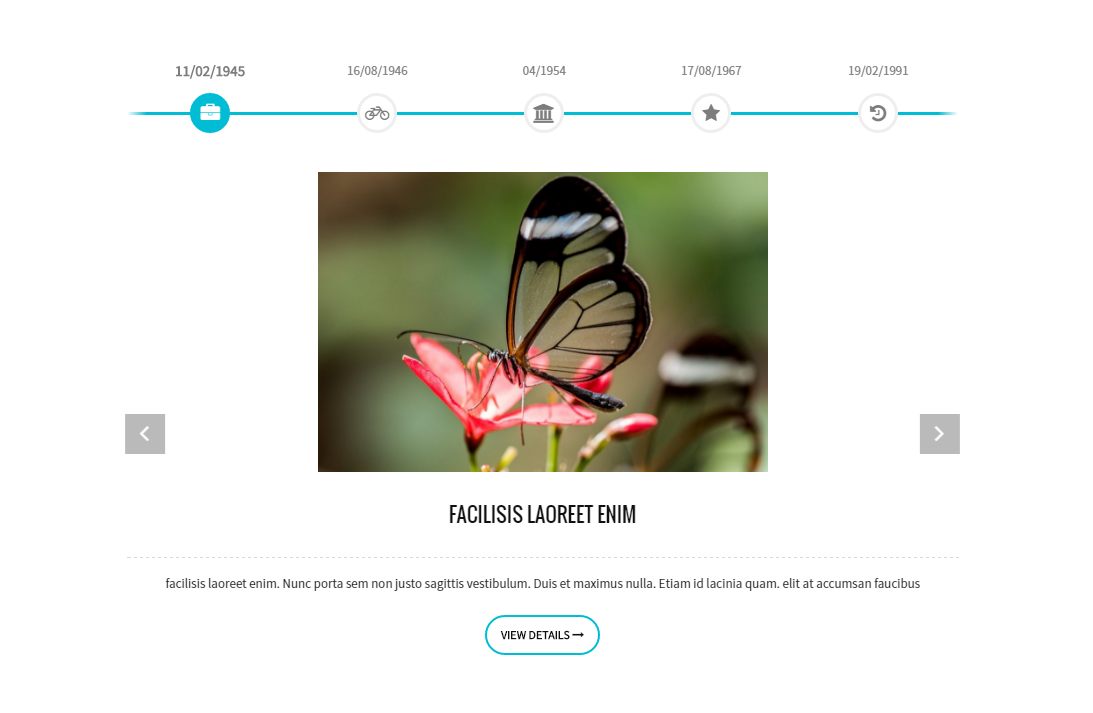 11/02/1945 16/08/1946 04/1954 17/08/1967 19/02/1991
FACILISIS LAOREET ENIM
facilisis laoreet enim. Nunc porta sem non justo sagittis vestibulum. Duis et maximus nulla. Etiam id lacinia quam. elit at accumsan faucibus
VIEW DETAILS